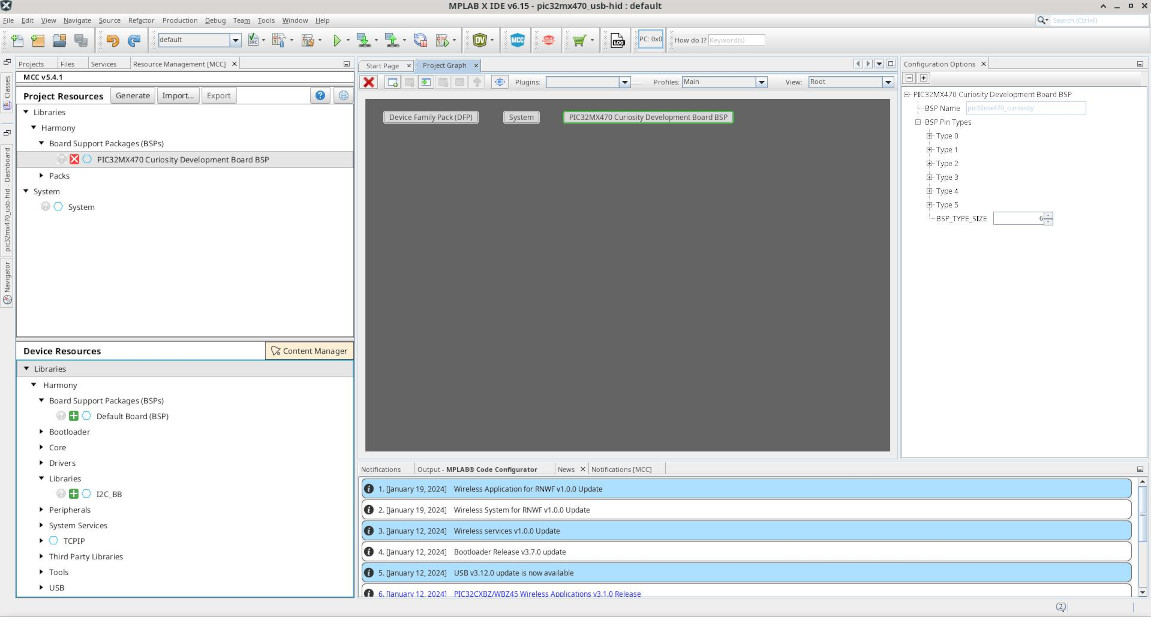 MPLAB X IDE v6.15 - pic32mx470_usb-hid : default
File Edit View Navigate Source Refactor Production Debug Team Tools Window Help
Search (Ctrl+I)
default
DV
MCC
LOG
PC: 0x0
How do I? Keyword(s)
Classes
pic32mx470_usb-hid - Dashboard
Navigator
Projects Files Services Resource Management [MCC]
MCC v5.4.1
Project Resources Generate Import... Export
Libraries
Harmony
Board Support Packages (BSPs)
PIC32MX470 Curiosity Development Board BSP
Packs
System
System
Device Resources Content Manager
Libraries
Harmony
Board Support Packages (BSPs)
Default Board (BSP)
Bootloader
Core
Drivers
Libraries
I2C_BB
Peripherals
System Services
TCPIP
Third Party Libraries
Tools
USB
Start Page Project Graph
Plugins: Profiles: Main View: Root
Device Family Pack (DFP) System PIC32MX470 Curiosity Development Board BSP
Configuration Options
PIC32MX470 Curiosity Development Board BSP
BSP Name pic32mx470_curiosity
BSP Pin Types
Type 0
Type 1
Type 2
Type 3
Type 4
Type 5
BSP_TYPE_SIZE 6
Notifications Output - MPLAB® Code Configurator News Notifications [MCC]
1. [January 19, 2024] Wireless Application for RNWF v1.0.0 Update
2. [January 19, 2024] Wireless System for RNWF v1.0.0 Update
3. [January 12, 2024] Wireless services v1.0.0 Update
4. [January 12, 2024] Bootloader Release v3.7.0 update
5. [January 12, 2024] USB v3.12.0 update is now available
6. [January 12, 2024] PIC32CXBZ/WBZ45 Wireless Applications v3.1.0 Release
2